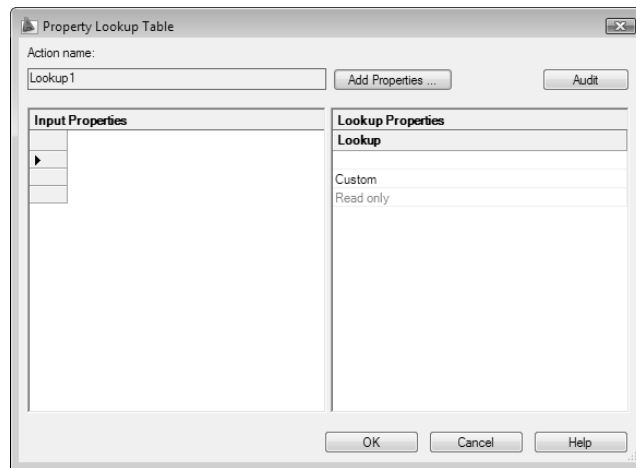 Property Lookup Table
Action name:
Lookup1
Add Properties ...
Audit
Input Properties
Lookup Properties
Lookup
Custom
Read only
OK
Cancel
Help